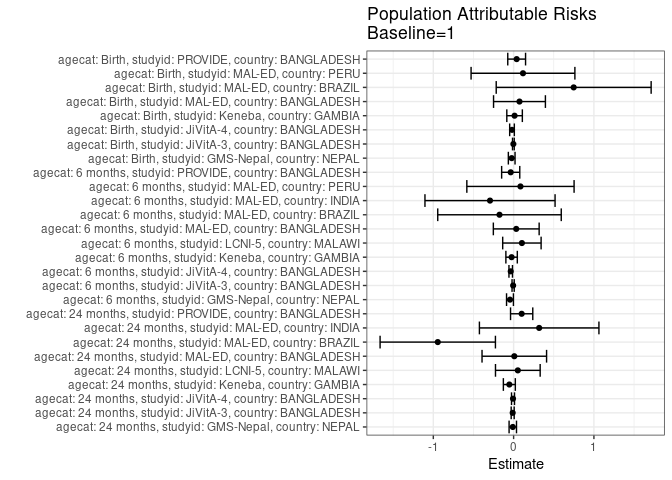 Population Attributable Risks
Baseline=1
agecat: Birth, studyid: PROVIDE, country: BANGLADESH
agecat: Birth, studyid: MAL-ED, country: PERU
agecat: Birth, studyid: MAL-ED, country: BRAZIL
agecat: Birth, studyid: MAL-ED, country: BANGLADESH
agecat: Birth, studyid: Keneba, country: GAMBIA
agecat: Birth, studyid: JiVitA-4, country: BANGLADESH
agecat: Birth, studyid: JiVitA-3, country: BANGLADESH
agecat: Birth, studyid: GMS-Nepal, country: NEPAL
agecat: 6 months, studyid: PROVIDE, country: BANGLADESH
agecat: 6 months, studyid: MAL-ED, country: PERU
agecat: 6 months, studyid: MAL-ED, country: INDIA
agecat: 6 months, studyid: MAL-ED, country: BRAZIL
agecat: 6 months, studyid: MAL-ED, country: BANGLADESH
agecat: 6 months, studyid: LCNI-5, country: MALAWI
agecat: 6 months, studyid: Keneba, country: GAMBIA
agecat: 6 months, studyid: JiVitA-4, country: BANGLADESH
agecat: 6 months, studyid: JiVitA-3, country: BANGLADESH
agecat: 6 months, studyid: GMS-Nepal, country: NEPAL
agecat: 24 months, studyid: PROVIDE, country: BANGLADESH
agecat: 24 months, studyid: MAL-ED, country: INDIA
agecat: 24 months, studyid: MAL-ED, country: BRAZIL
agecat: 24 months, studyid: MAL-ED, country: BANGLADESH
agecat: 24 months, studyid: LCNI-5, country: MALAWI
agecat: 24 months, studyid: Keneba, country: GAMBIA
agecat: 24 months, studyid: JiVitA-4, country: BANGLADESH
agecat: 24 months, studyid: JiVitA-3, country: BANGLADESH
agecat: 24 months, studyid: GMS-Nepal, country: NEPAL
-1 0 1
Estimate